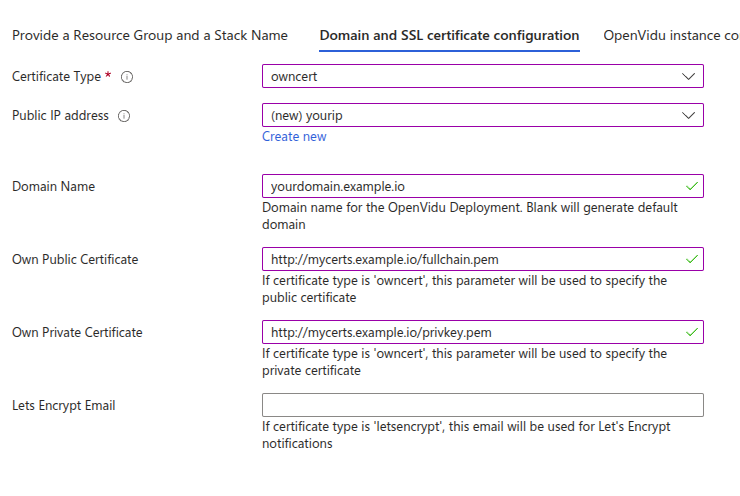 Provide a Resource Group and a Stack Name Domain and SSL certificate configuration OpenVidu instance co
Certificate Type *
owncert
Public IP address
(new) yourip
Create new
Domain Name
yourdomain.example.io
Domain name for the OpenVidu Deployment. Blank will generate default
domain
Own Public Certificate
http://mycerts.example.io/fullchain.pem
If certificate type is 'owncert', this parameter will be used to specify the
public certificate
Own Private Certificate
http://mycerts.example.io/privkey.pem
If certificate type is 'owncert', this parameter will be used to specify the
private certificate
Lets Encrypt Email
If certificate type is 'letsencrypt', this email will be used for Let's Encrypt
notifications